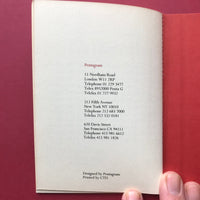 Pentagram
11 Needham Road
London W11 2RP
Telephone 01 229 3477
Telex 8952000 Penta G
Telefax 01 727 9932
212 Fifth Avenue
New York NY 10010
Telephone 212 683 7000
Telefax 212 532 0181
620 Davis Street
San Francisco CA 94111
Telephone 415 981 6612
Telefax 415 981 1826
Designed by Pentagram
Printed by CTD